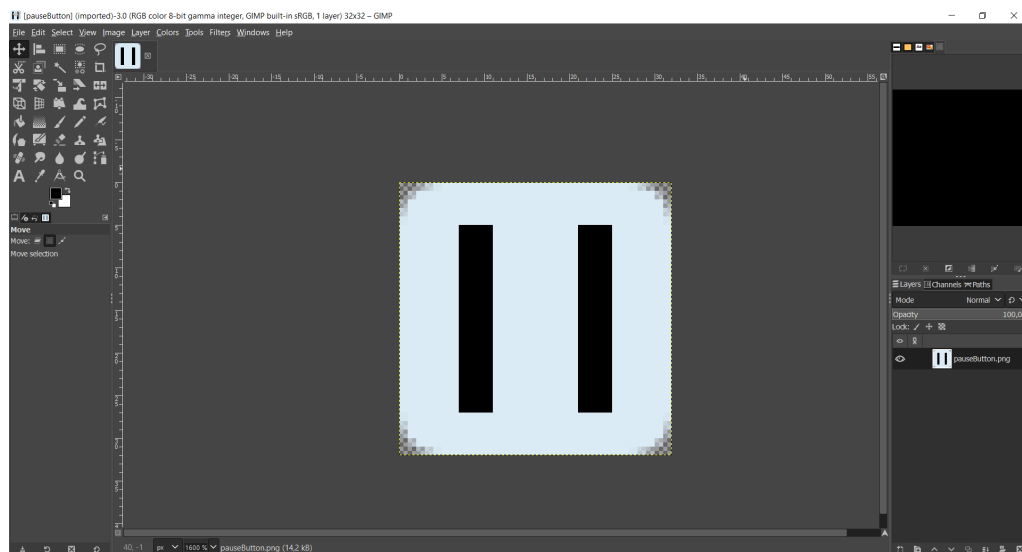 [pauseButton] (imported)-3.0 (RGB color 8-bit gamma integer, GIMP built-in sRGB, 1 layer) 32x32 – GIMP
File Edit Select View Image Layer Colors Tools Filters Windows Help
Move
Move:
Move selection
Layers Channels Paths
Mode Normal
Opacity 100,0
Lock:
pauseButton.png
40, -1 px 1600 % pauseButton.png (14,2 kB)